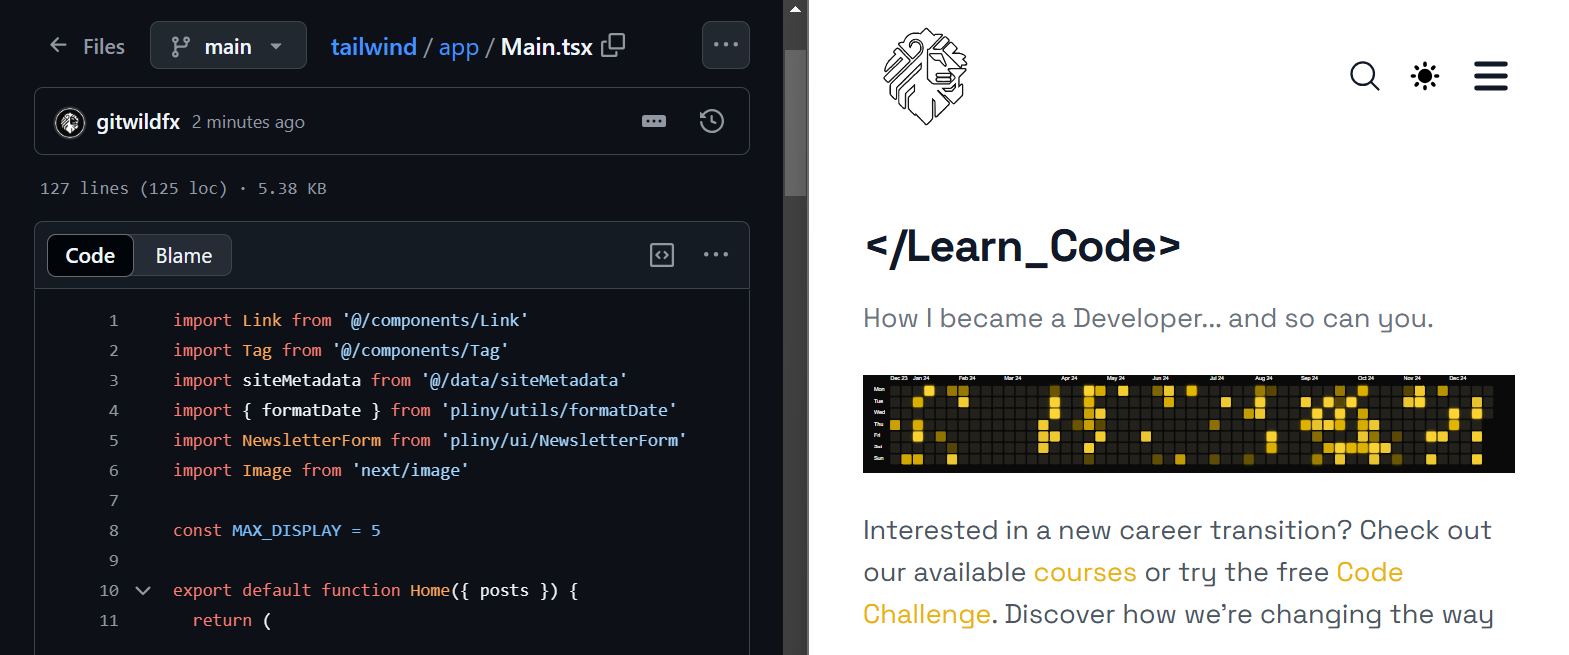 Files
main
tailwind / app / Main.tsx
gitwildfx 2 minutes ago
127 lines (125 loc) · 5.38 KB
Code
Blame
1 import Link from '@/components/Link'
2 import Tag from '@/components/Tag'
3 import siteMetadata from '@/data/siteMetadata'
4 import { formatDate } from 'pliny/utils/formatDate'
5 import NewsletterForm from 'pliny/ui/NewsletterForm'
6 import Image from 'next/image'
7
8 const MAX_DISPLAY = 5
9
10 export default function Home({ posts }) {
11 return (
</Learn_Code>
How I became a Developer... and so can you.
Dec 23 Jan 24 Feb 24 Mar 24 Apr 24 May 24 Jun 24 Jul 24 Aug 24 Sep 24 Oct 24 Nov 24 Dec 24
Mon
Tue
Wed
Thu
Fri
Sat
Sun
Interested in a new career transition? Check out
our available courses or try the free Code
Challenge. Discover how we're changing the way